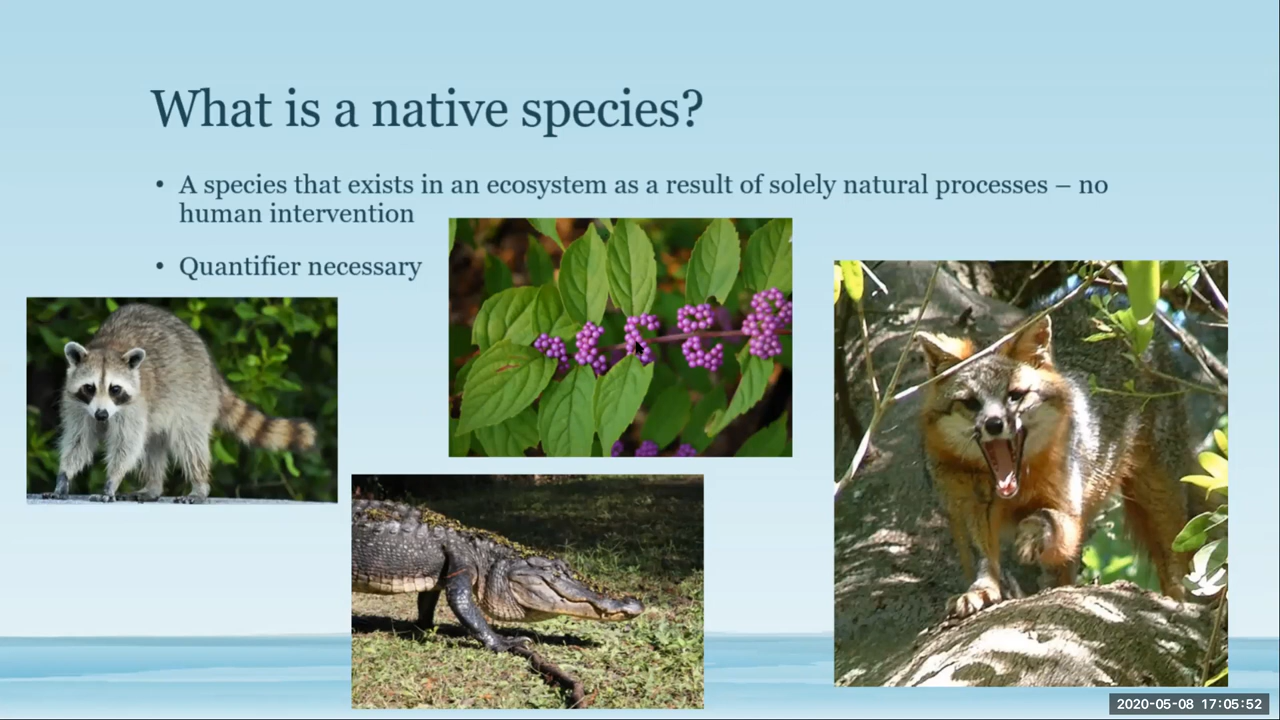 What is a native species?
• A species that exists in an ecosystem as a result of solely natural processes – no
human intervention
• Quantifier necessary
2020-05-08 17:05:52